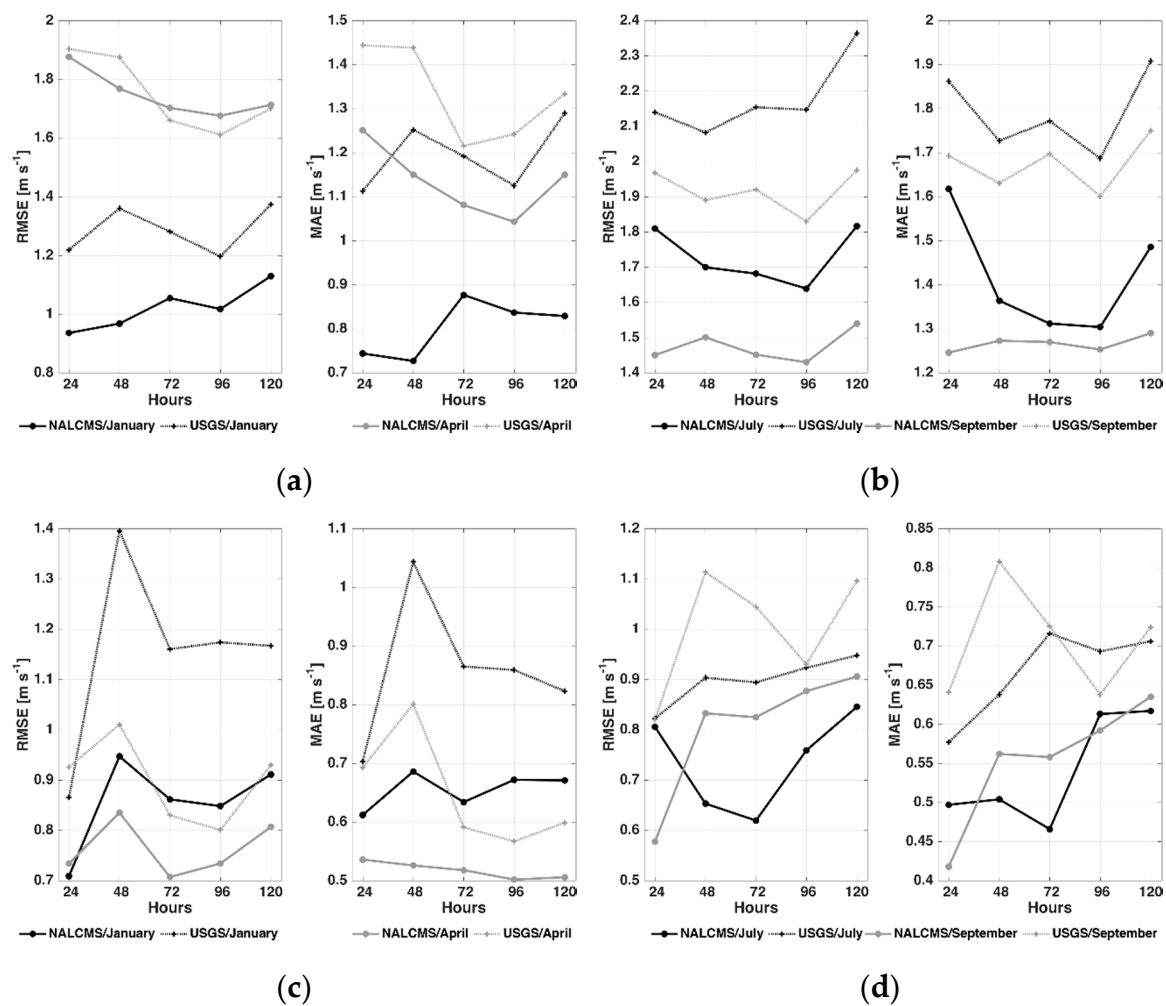 2
1.8
1.6
1.4
1.2
1
0.8
RMSE [m s-1]
24 48 72 96 120
Hours
1.5
1.4
1.3
1.2
1.1
1
0.9
0.8
0.7
MAE [m s-1]
24 48 72 96 120
Hours
NALCMS/January USGS/January NALCMS/April USGS/April
(a)
2.4
2.3
2.2
2.1
2
1.9
1.8
1.7
1.6
1.5
1.4
RMSE [m s-1]
24 48 72 96 120
Hours
2
1.9
1.8
1.7
1.6
1.5
1.4
1.3
1.2
MAE [m s-1]
24 48 72 96 120
Hours
NALCMS/July USGS/July NALCMS/September USGS/September
(b)
1.4
1.3
1.2
1.1
1
0.9
0.8
0.7
RMSE [m s-1]
24 48 72 96 120
Hours
1.1
1
0.9
0.8
0.7
0.6
0.5
MAE [m s-1]
24 48 72 96 120
Hours
NALCMS/January USGS/January NALCMS/April USGS/April
(c)
1.2
1.1
1
0.9
0.8
0.7
0.6
0.5
RMSE [m s-1]
24 48 72 96 120
Hours
0.85
0.8
0.75
0.7
0.65
0.6
0.55
0.5
0.45
0.4
MAE [m s-1]
24 48 72 96 120
Hours
NALCMS/July USGS/July NALCMS/September USGS/September
(d)